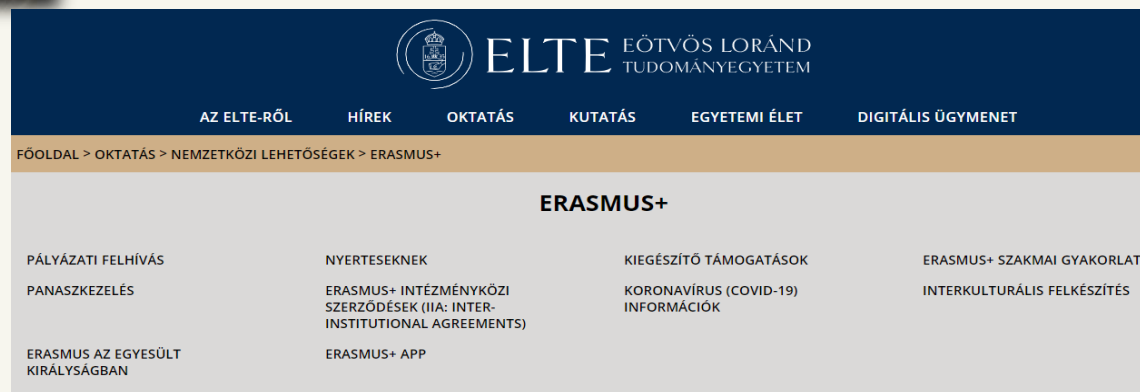 ELTE EÖTVÖS LORÁND
TUDOMÁNYEGYETEM
AZ ELTE-RŐL HÍREK OKTATÁS KUTATÁS EGYETEMI ÉLET DIGITÁLIS ÜGYMENET
FŐOLDAL > OKTATÁS > NEMZETKÖZI LEHETŐSÉGEK > ERASMUS+
ERASMUS+
PÁLYÁZATI FELHÍVÁS NYERTESEKNEK KIEGÉSZÍTŐ TÁMOGATÁSOK ERASMUS+ SZAKMAI GYAKORLAT
PANASZKEZELÉS
ERASMUS+ INTÉZMÉNYKÖZI
SZERZŐDÉSEK (IIA: INTER-
INSTITUTIONAL AGREEMENTS)
KORONAVÍRUS (COVID-19)
INFORMÁCIÓK
INTERKULTURÁLIS FELKÉSZÍTÉS
ERASMUS AZ EGYESÜLT
KIRÁLYSÁGBAN
ERASMUS+ APP